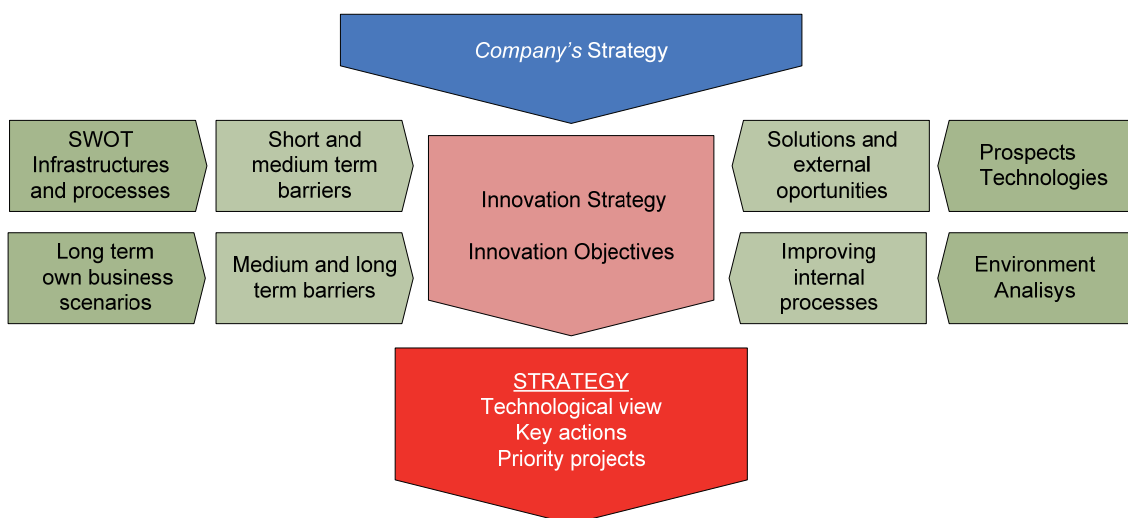 Company's Strategy
SWOT
Infrastructures
and processes
Short and
medium term
barriers
Innovation Strategy
Innovation Objectives
Solutions and
external
oportunities
Prospects
Technologies
Long term
own business
scenarios
Medium and long
term barriers
Improving
internal
processes
Environment
Analisys
STRATEGY
Technological view
Key actions
Priority projects